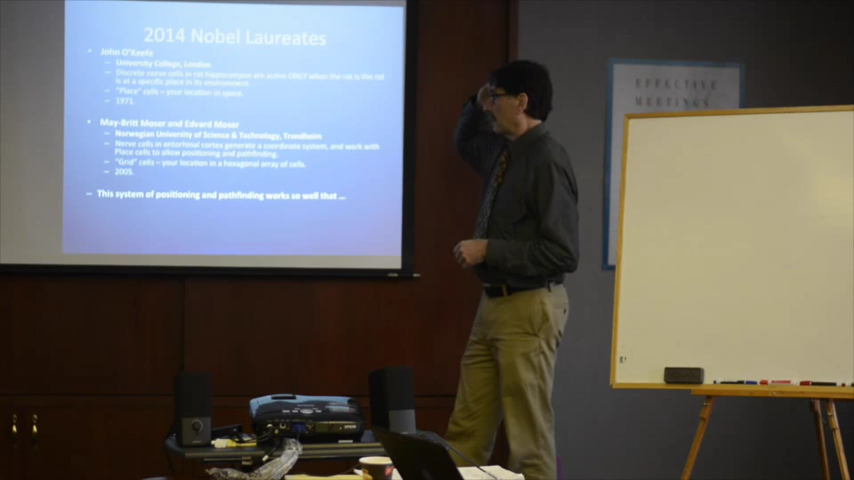 2014 Nobel Laureates
• John O'Keefe
– University College, London
– Discrete nerve cells in rat hippocampus are active ONLY when the rat is the rat
is at a specific place in its environment.
– "Place" cells – your location in space.
– 1971.
• May-Britt Moser and Edvard Moser
– Norwegian University of Science & Technology, Trondheim
– Nerve cells in entorhinal cortex generate a coordinate system, and work with
Place cells to allow positioning and pathfinding.
– "Grid" cells – your location in a hexagonal array of cells.
– 2005.
– This system of positioning and pathfinding works so well that …
EFFECTIVE
MEETINGS